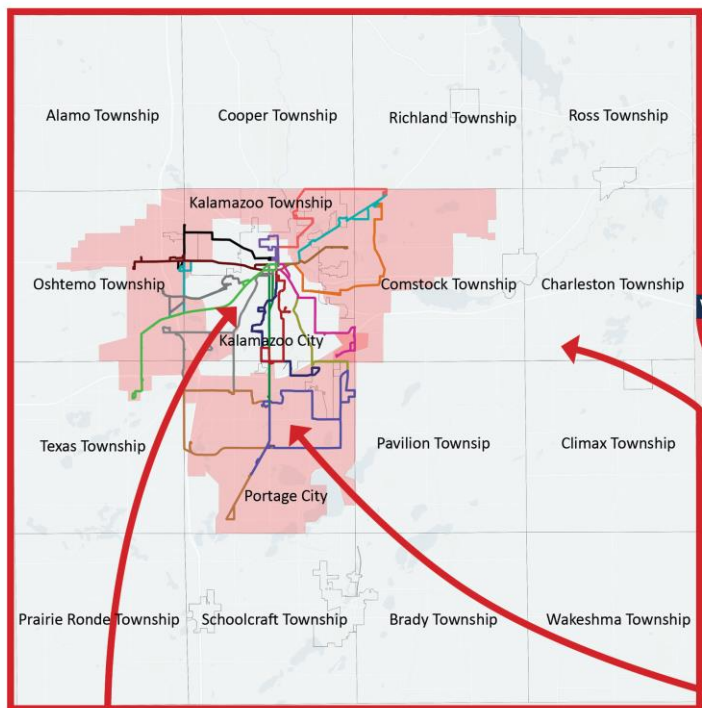 Alamo Township
Cooper Township
Richland Township
Ross Township
Kalamazoo Township
Oshtemo Township
Comstock Township
Charleston Township
Kalamazoo City
Texas Township
Pavilion Townsip
Climax Township
Portage City
Prairie Ronde Township
Schoolcraft Township
Brady Township
Wakeshma Township